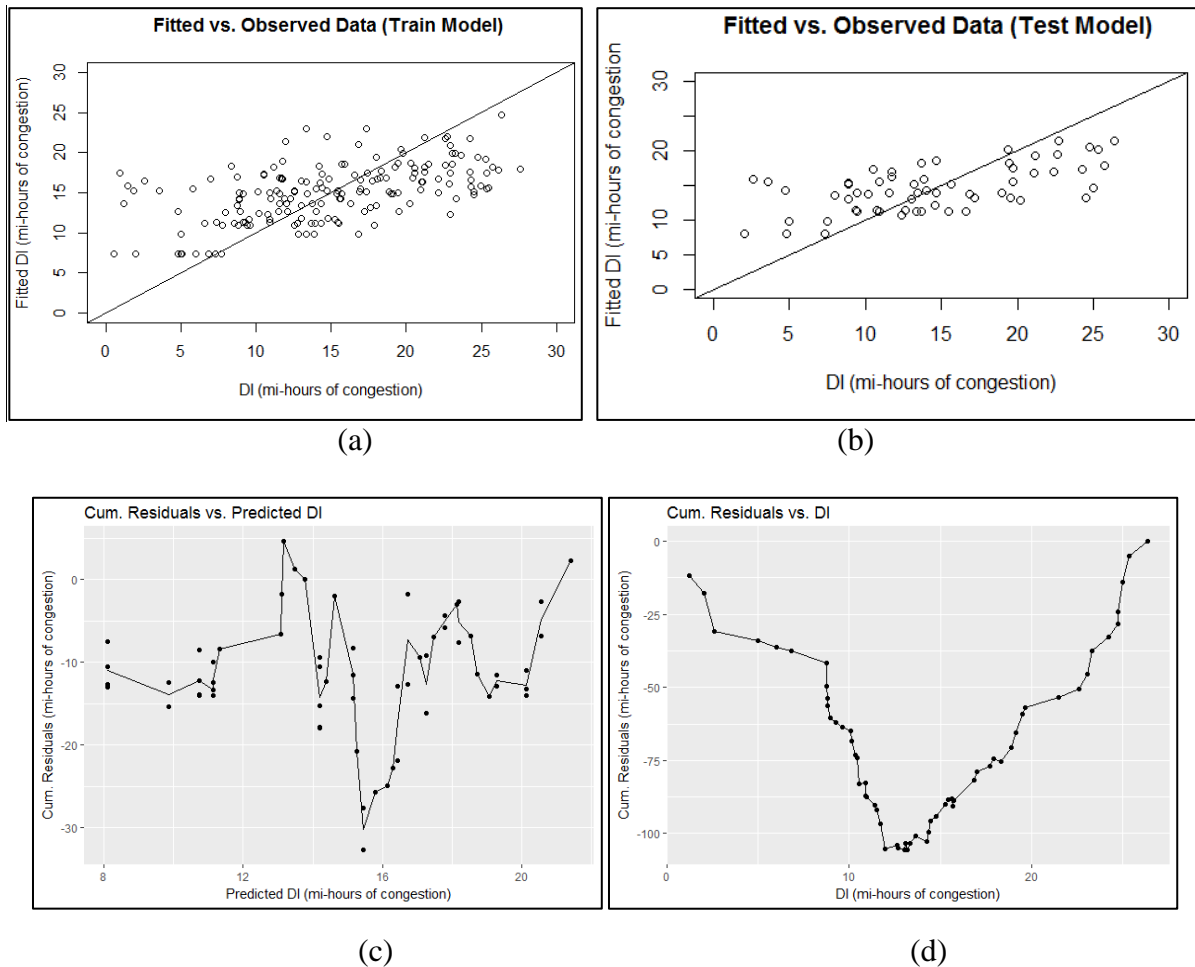 Fitted vs. Observed Data (Train Model)
Fitted DI (mi-hours of congestion)
0 5 10 15 20 25 30
0 5 10 15 20 25 30
DI (mi-hours of congestion)
(a)
Fitted vs. Observed Data (Test Model)
Fitted DI (mi-hours of congestion
0 10 20 30
0 5 10 15 20 25 30
DI (mi-hours of congestion)
(b)
Cum. Residuals vs. Predicted DI
Cum. Residuals (mi-hours of congestion)
0
-10
-20
-30
8 12 16 20
Predicted DI (mi-hours of congestion)
(c)
Cum. Residuals vs. DI
Cum. Residuals (mi-hours of congestion)
0
-25
-50
-75
-100
0 10 20
DI (mi-hours of congestion)
(d)